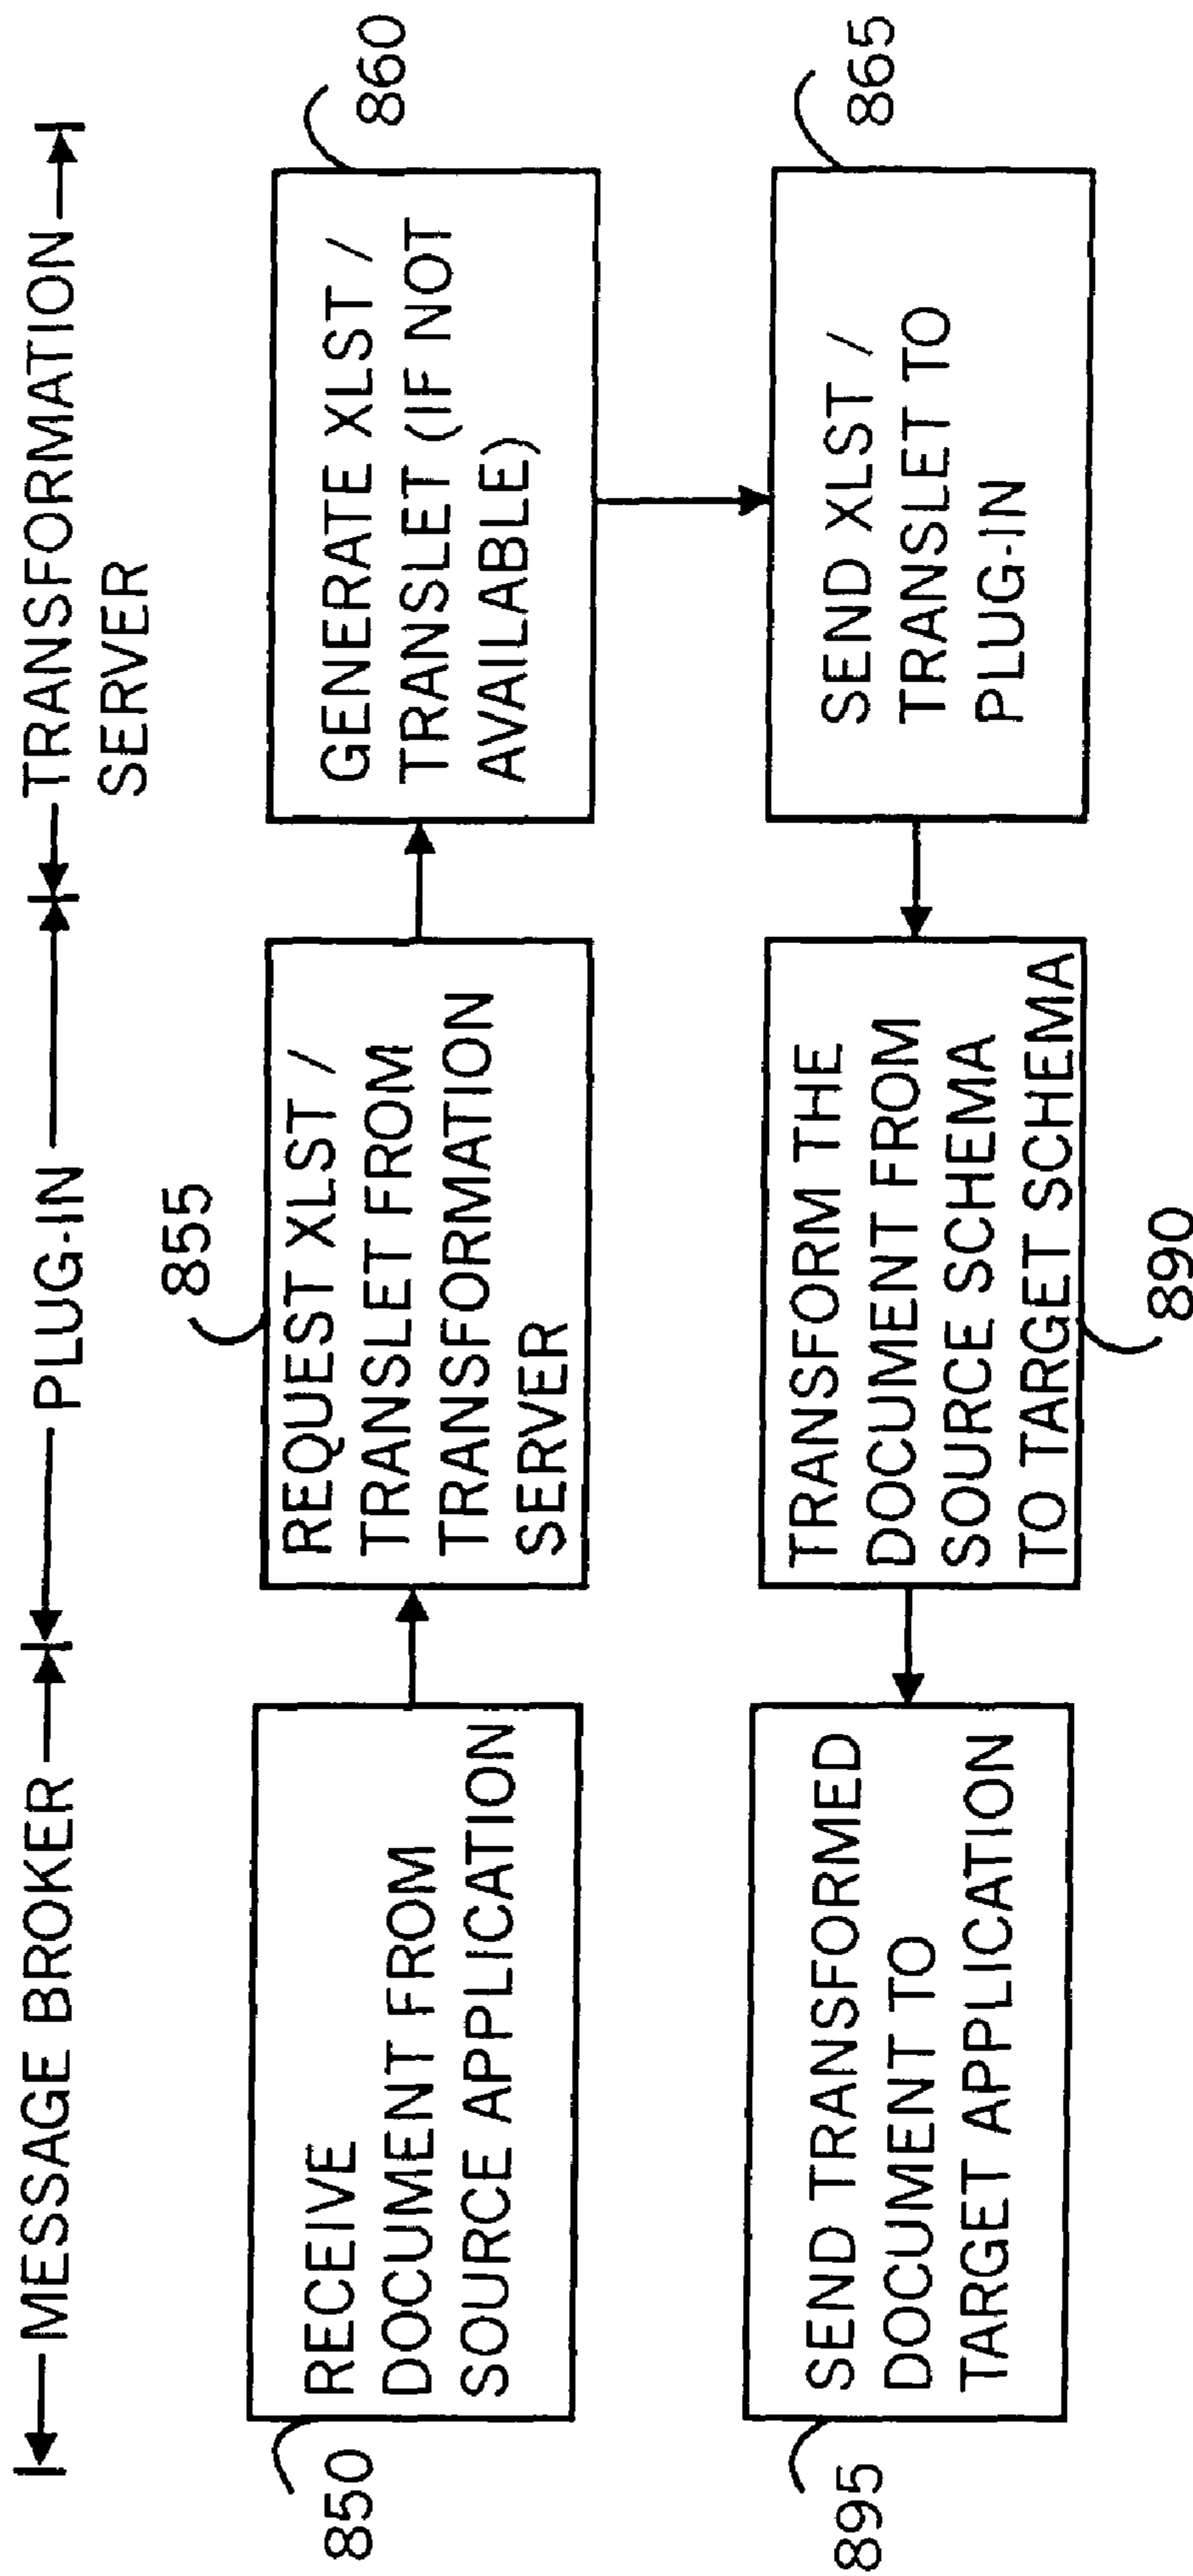 MESSAGE BROKER
PLUG-IN
TRANSFORMATION
SERVER
850
RECEIVE
DOCUMENT FROM
SOURCE APPLICATION
855
REQUEST XLST /
TRANSLET FROM
TRANSFORMATION
SERVER
860
GENERATE XLST /
TRANSLET (IF NOT
AVAILABLE)
865
SEND XLST /
TRANSLET TO
PLUG-IN
TRANSFORM THE
DOCUMENT FROM
SOURCE SCHEMA
TO TARGET SCHEMA
890
895
SEND TRANSFORMED
DOCUMENT TO
TARGET APPLICATION